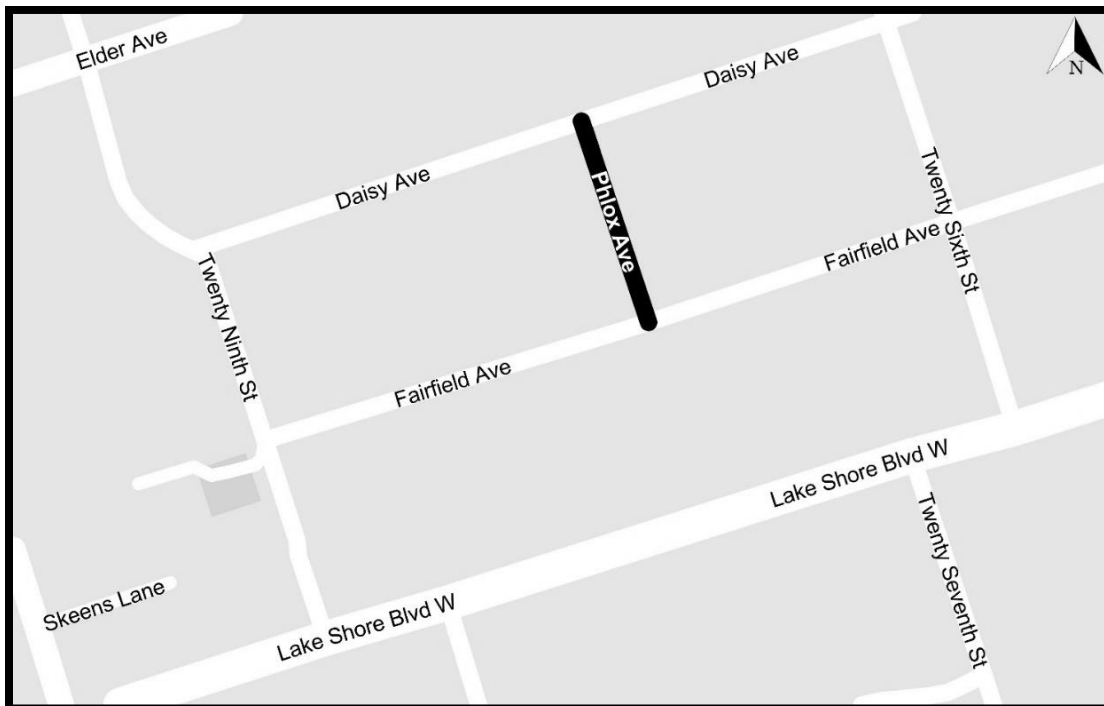 Elder Ave
Daisy Ave
N
Daisy Ave
Phlox Ave
Twenty Sixth St
Fairfield Ave
Twenty Ninth St
Fairfield Ave
Lake Shore Blvd W
Twenty Seventh St
Skeens Lane
Lake Shore Blvd W